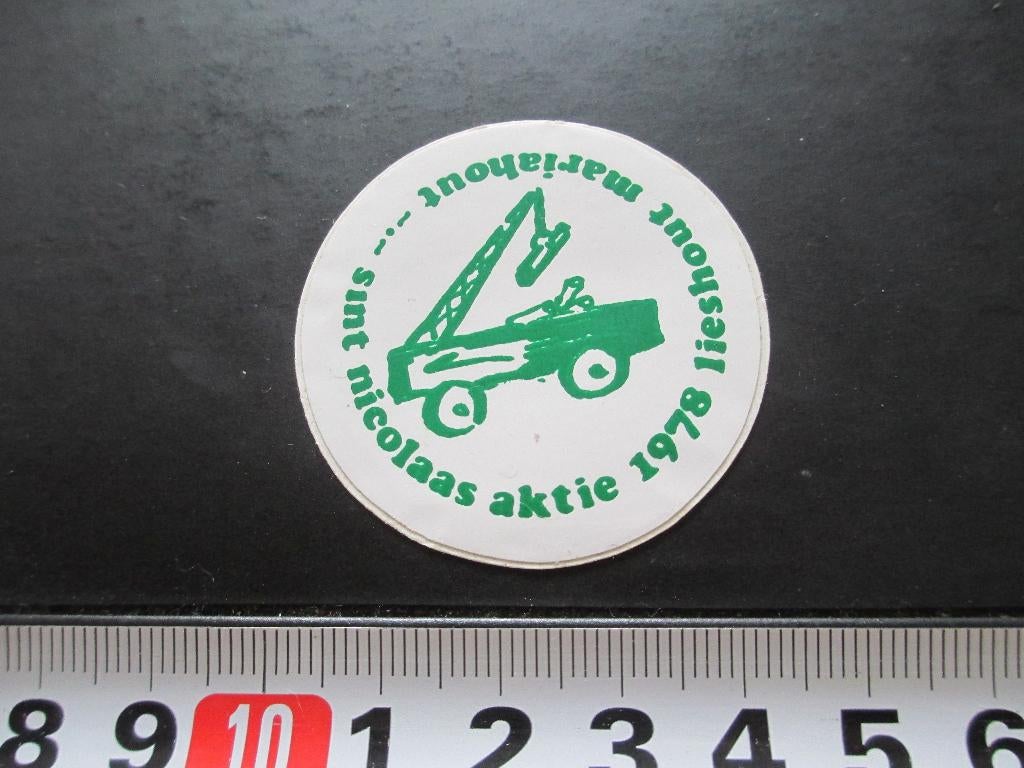 sint nicolaas aktie 1978 lieshout mariahout ~.~
8 9 10 1 2 3 4 5 6